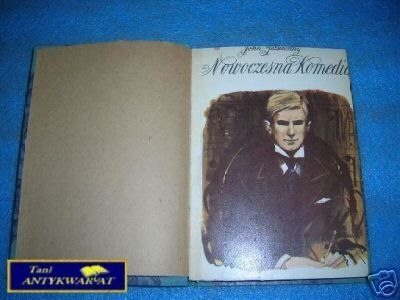 John Galsworthy
Nowoczesna Komedia
Tani
ANTYKWARIAT